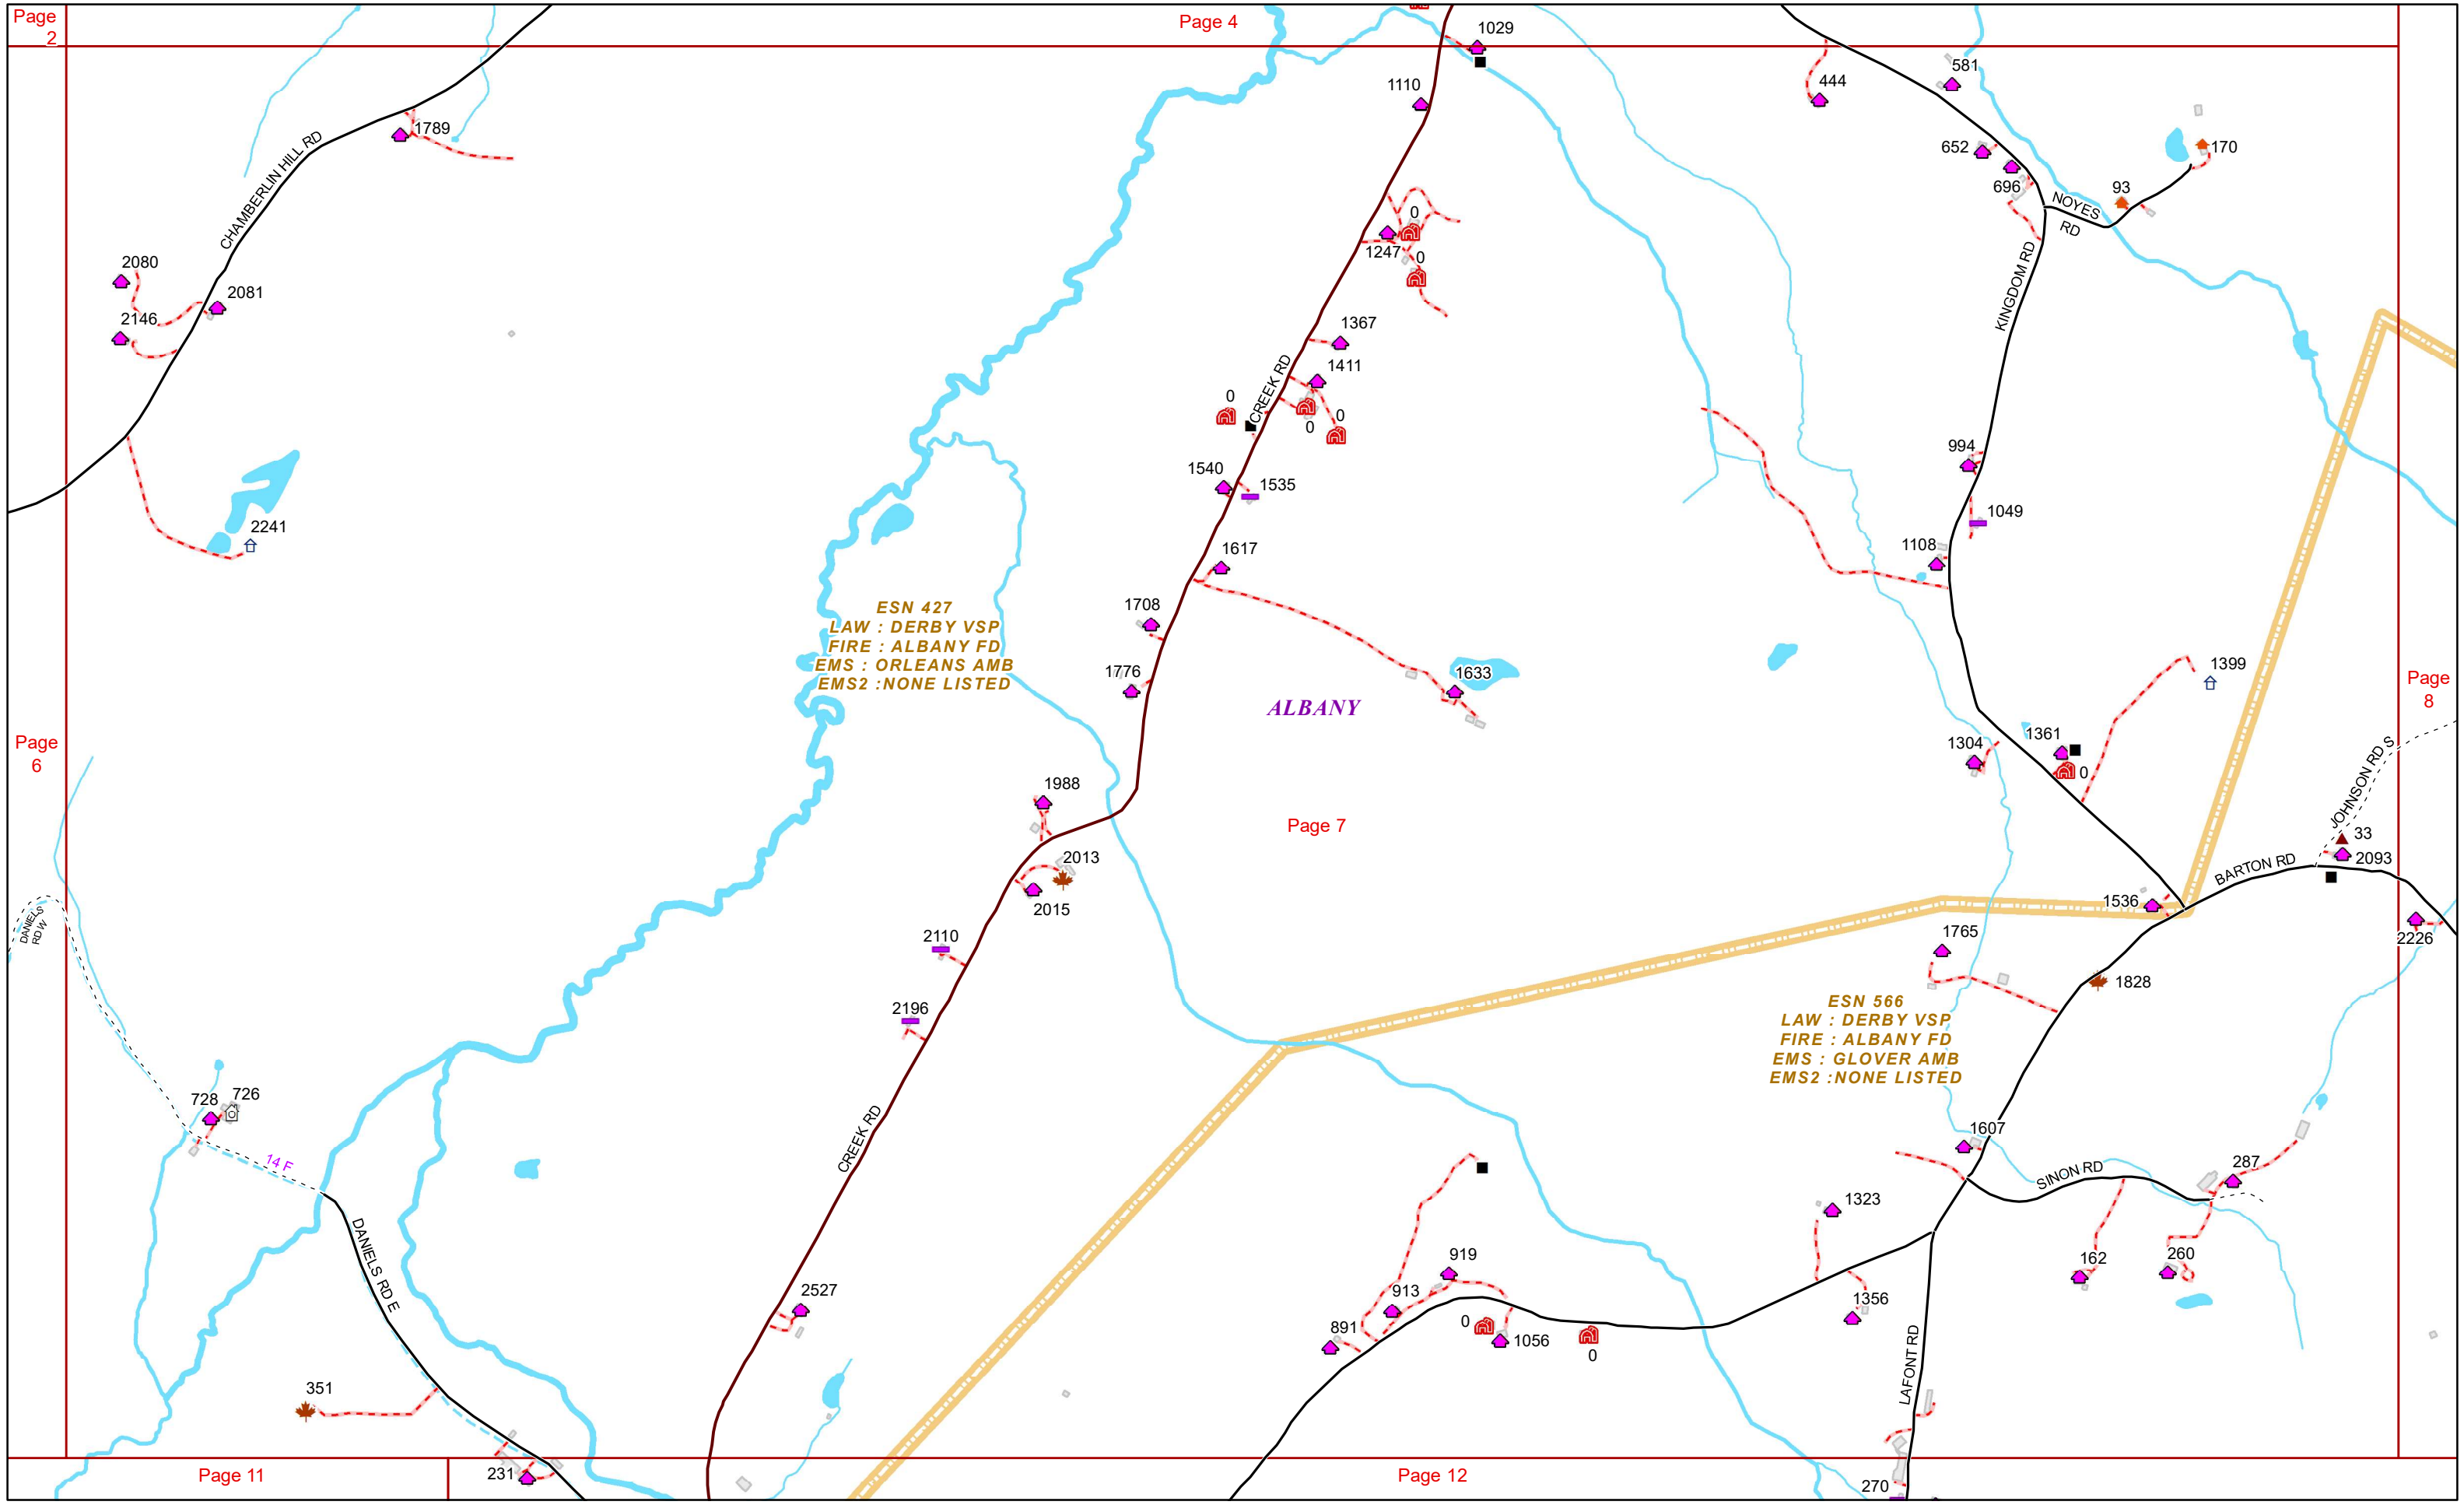 Page
2
Page 4
1029
1110
444
581
1789
CHAMBERLIN HILL RD
652
696
170
93
NOYES
RD
0
1247
0
2080
2081
2146
KINGDOM RD
1367
1411
CREEK RD
0
0
0
994
1540
1535
1049
2241
1108
1617
ESN 427
LAW : DERBY VSP
FIRE : ALBANY FD
EMS : ORLEANS AMB
EMS2 :NONE LISTED
1708
1776
1633
1399
ALBANY
Page
8
Page
6
1361
1304
0
JOHNSON RD S
1988
Page 7
33
2093
2013
2015
BARTON RD
1536
DANIELS
RD W
2110
1765
2226
1828
2196
ESN 566
LAW : DERBY VSP
FIRE : ALBANY FD
EMS : GLOVER AMB
EMS2 :NONE LISTED
728
726
CREEK RD
14 F
1607
SINON RD
287
1323
DANIELS RD E
162
260
919
2527
913
1356
891
0
1056
0
LAFONT RD
351
231
Page 11
Page 12
270